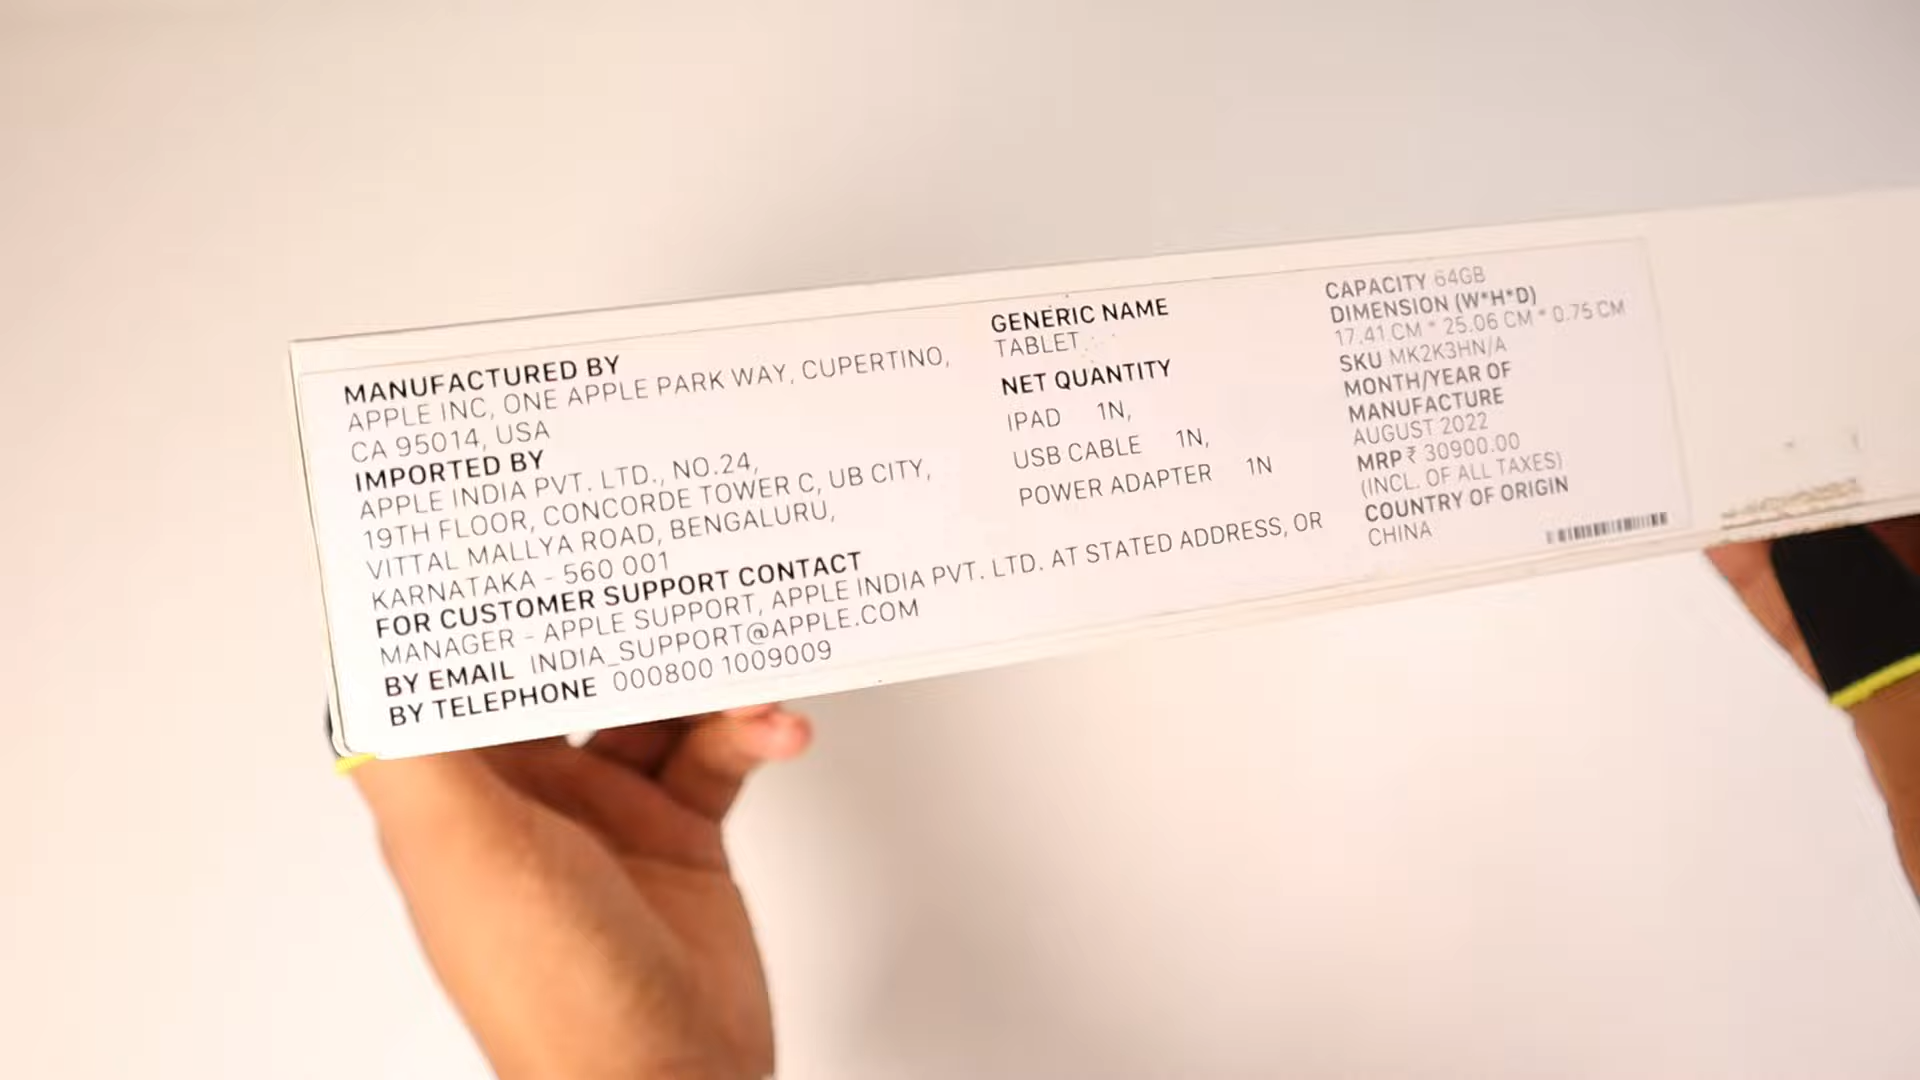 MANUFACTURED BY
APPLE INC, ONE APPLE PARK WAY, CUPERTINO,
CA 95014, USA
IMPORTED BY
APPLE INDIA PVT. LTD., NO.24,
19TH FLOOR, CONCORDE TOWER C, UB CITY,
VITTAL MALLYA ROAD, BENGALURU,
KARNATAKA - 560 001
FOR CUSTOMER SUPPORT CONTACT
MANAGER - APPLE SUPPORT, APPLE INDIA PVT. LTD. AT STATED ADDRESS, OR
BY EMAIL INDIA_SUPPORT@APPLE.COM
BY TELEPHONE 000800 1009009
GENERIC NAME
TABLET
NET QUANTITY
IPAD 1N,
USB CABLE 1N,
POWER ADAPTER 1N
CAPACITY 64GB
DIMENSION (W*H*D)
17.41 CM * 25.06 CM * 0.75 CM
SKU MK2K3HN/A
MONTH/YEAR OF
MANUFACTURE
AUGUST 2022
MRP ₹ 30900.00
(INCL. OF ALL TAXES)
COUNTRY OF ORIGIN
CHINA